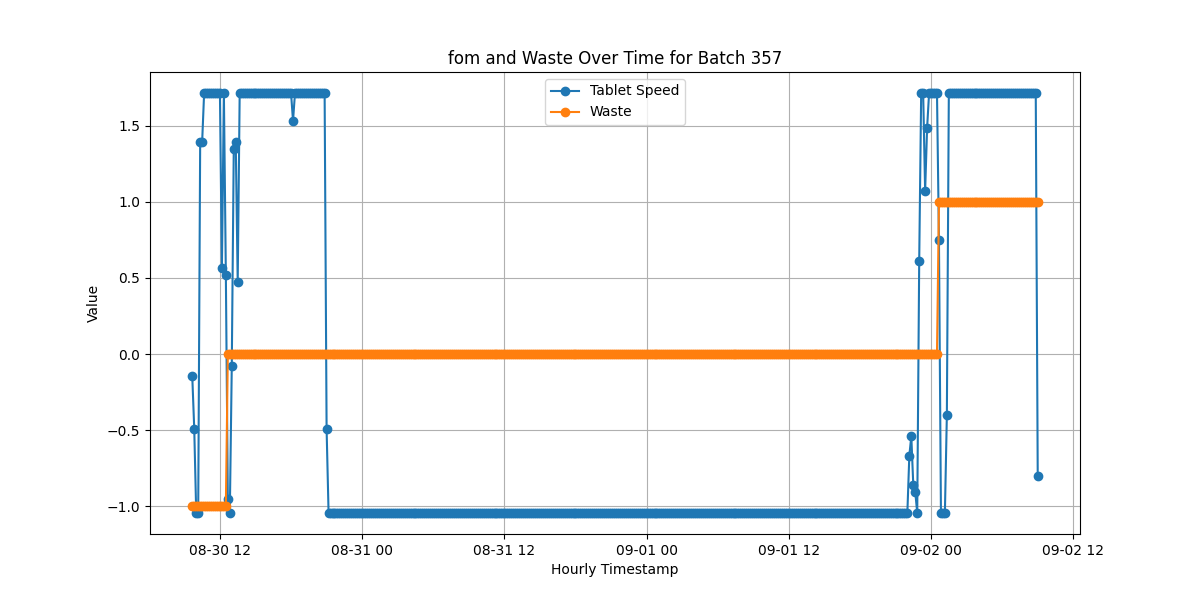 fom and Waste Over Time for Batch 357
Tablet Speed
Waste
Value
1.5
1.0
0.5
0.0
−0.5
−1.0
08-30 12
08-31 00
08-31 12
09-01 00
09-01 12
09-02 00
09-02 12
Hourly Timestamp